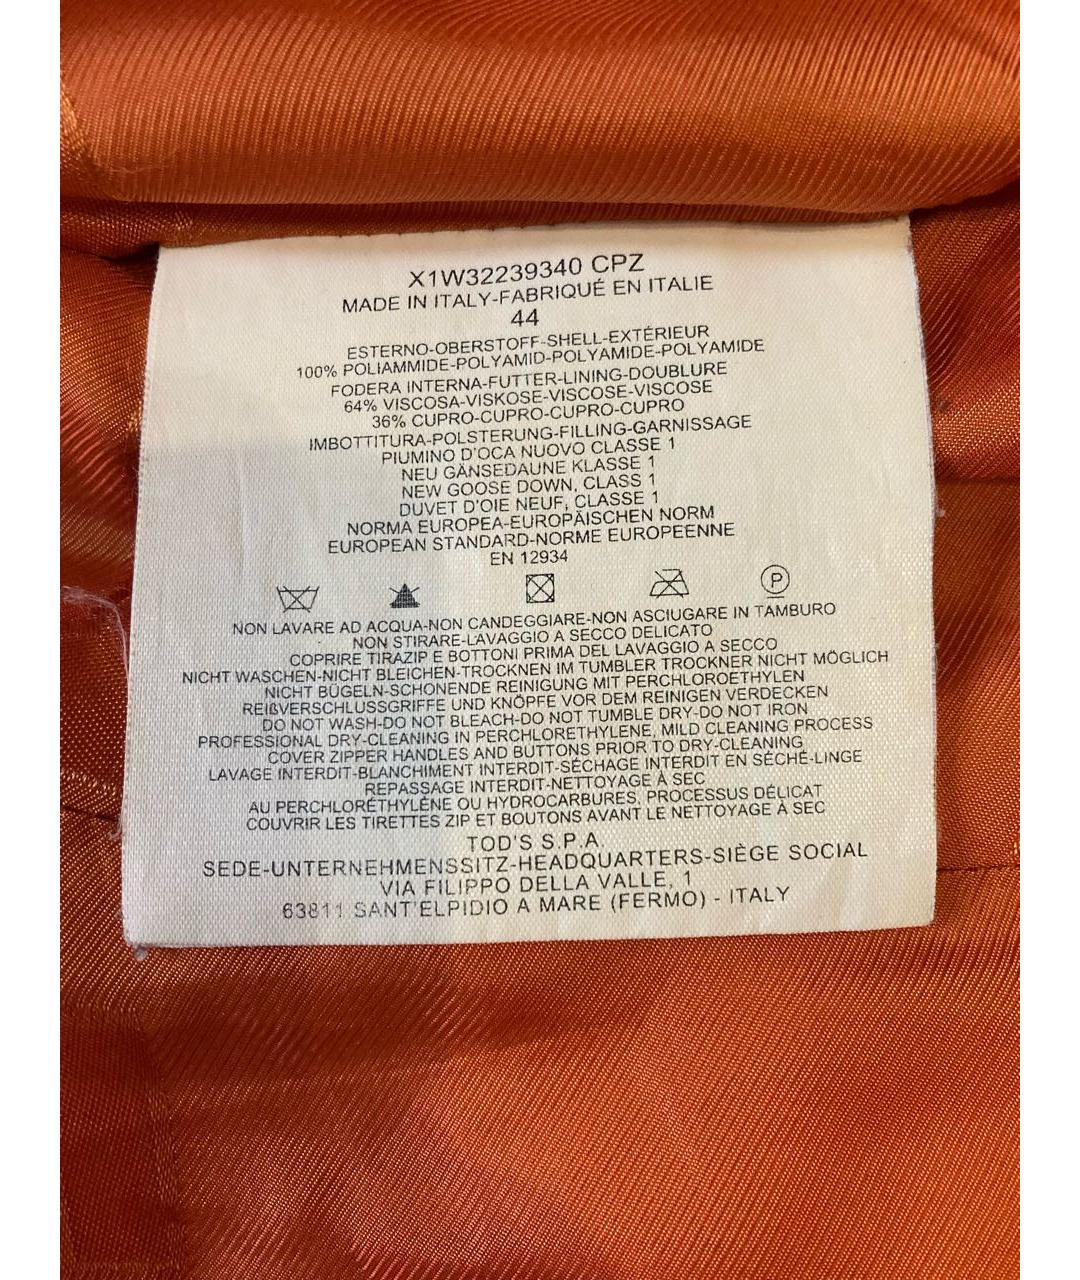 X1W32239340 CPZ
MADE IN ITALY-FABRIQUÉ EN ITALIE
44
ESTERNO-OBERSTOFF-SHELL-EXTÉRIEUR
100% POLIAMMIDE-POLYAMID-POLYAMIDE-POLYAMIDE
FODERA INTERNA-FUTTER-LINING-DOUBLURE
64% VISCOSA-VISKOSE-VISCOSE-VISCOSE
36% CUPRO-CUPRO-CUPRO-CUPRO
IMBOTTITURA-POLSTERUNG-FILLING-GARNISSAGE
PIUMINO D'OCA NUOVO CLASSE 1
NEU GÄNSEDAUNE KLASSE 1
NEW GOOSE DOWN, CLASS 1
DUVET D'OIE NEUF, CLASSE 1
NORMA EUROPEA-EUROPÄISCHEN NORM
EUROPEAN STANDARD-NORME EUROPEENNE
EN 12934
P
NON LAVARE AD ACQUA-NON CANDEGGIARE-NON ASCIUGARE IN TAMBURO
NON STIRARE-LAVAGGIO A SECCO DELICATO
COPRIRE TIRAZIP E BOTTONI PRIMA DEL LAVAGGIO A SECCO
NICHT WASCHEN-NICHT BLEICHEN-TROCKNEN IM TUMBLER TROCKNER NICHT MÖGLICH
NICHT BÜGELN-SCHONENDE REINIGUNG MIT PERCHLOROETHYLEN
REIßVERSCHLUSSGRIFFE UND KNÖPFE VOR DEM REINIGEN VERDECKEN
DO NOT WASH-DO NOT BLEACH-DO NOT TUMBLE DRY-DO NOT IRON
PROFESSIONAL DRY-CLEANING IN PERCHLORETHYLENE, MILD CLEANING PROCESS
COVER ZIPPER HANDLES AND BUTTONS PRIOR TO DRY-CLEANING
LAVAGE INTERDIT-BLANCHIMENT INTERDIT-SÉCHAGE INTERDIT EN SÉCHÉ-LINGE
REPASSAGE INTERDIT-NETTOYAGE À SEC
AU PERCHLORÉTHYLÈNE OU HYDROCARBURES, PROCESSUS DÉLICAT
COUVRIR LES TIRETTES ZIP ET BOUTONS AVANT LE NETTOYAGE À SEC
TOD'S S.P.A.
SEDE-UNTERNEHMENSSITZ-HEADQUARTERS-SIÈGE SOCIAL
VIA FILIPPO DELLA VALLE, 1
63811 SANT'ELPIDIO A MARE (FERMO) - ITALY